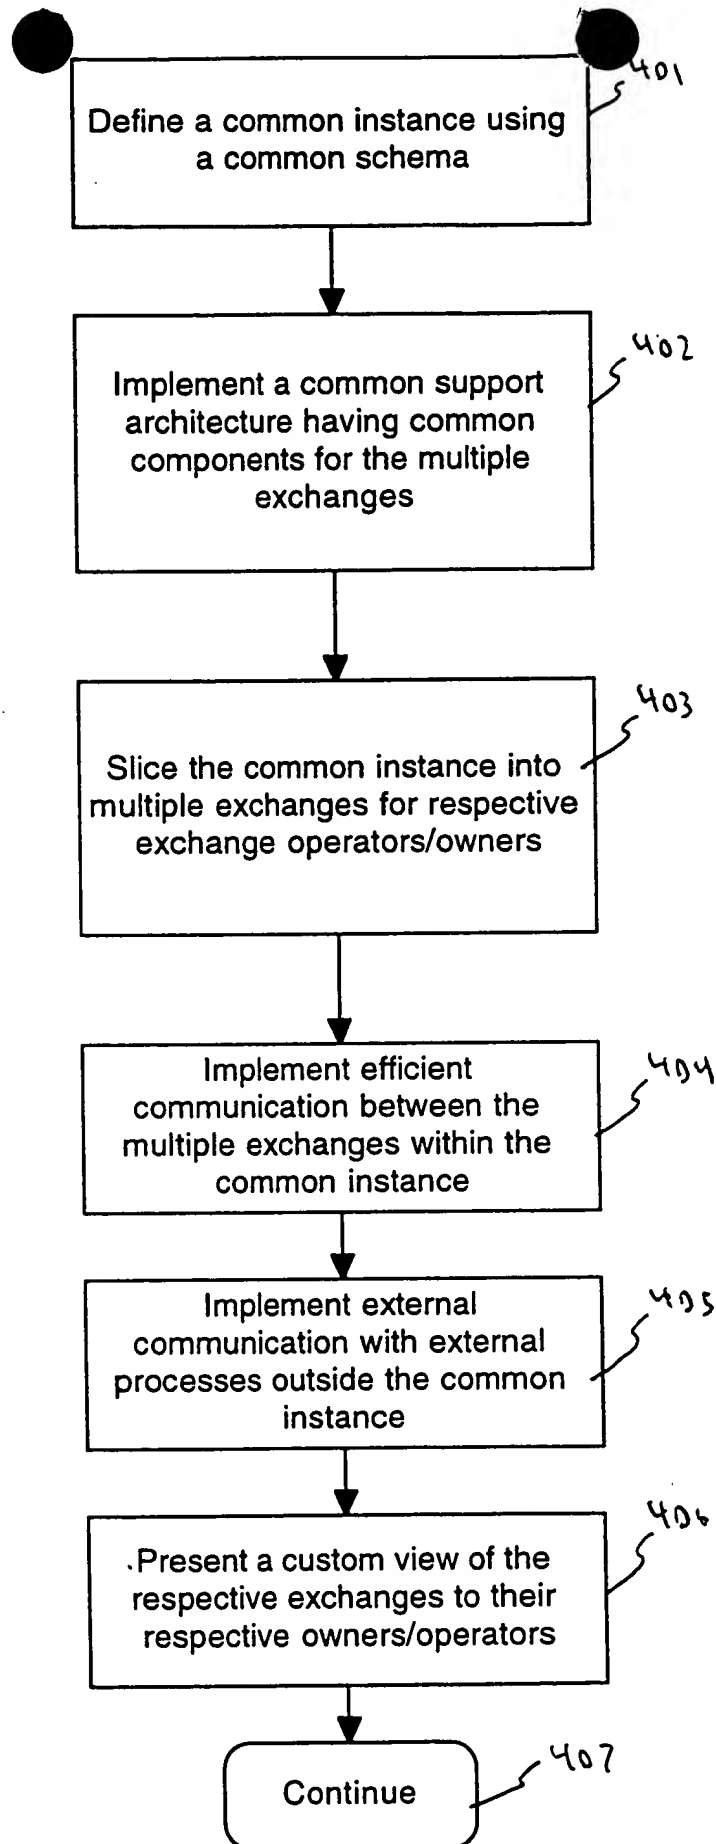 401
Define a common instance using
a common schema
402
Implement a common support
architecture having common
components for the multiple
exchanges
403
Slice the common instance into
multiple exchanges for respective
exchange operators/owners
404
Implement efficient
communication between the
multiple exchanges within the
common instance
405
Implement external
communication with external
processes outside the common
instance
406
Present a custom view of the
respective exchanges to their
respective owners/operators
407
Continue